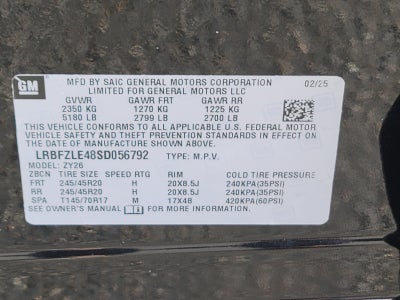 GM
MFD BY SAIC GENERAL MOTORS CORPORATION
LIMITED FOR GENERAL MOTORS LLC
02/25
GVWR GAWR FRT GAWR RR
2350 KG 1270 KG 1225 KG
5180 LB 2799 LB 2700 LB
THIS VEHICLE CONFORMS TO ALL APPLICABLE U.S. FEDERAL MOTOR
VEHICLE SAFETY AND THEFT PREVENTION STANDARDS IN EFFECT ON
THE DATE OF MANUFACTURE SHOWN ABOVE.
LRBFZLE48SD056792 TYPE: M.P.V.
MODEL: ZY26
ZBCN TIRE SIZE SPEED RTG RIM COLD TIRE PRESSURE
FRT 245/45R20 H 20X8.5J 240KPA(35PSI)
RR 245/45R20 H 20X8.5J 240KPA(35PSI)
SPA T145/70R17 M 17X4B 420KPA(60PSI)
SEE OWNER'S MANUAL FOR MORE INFORMATION